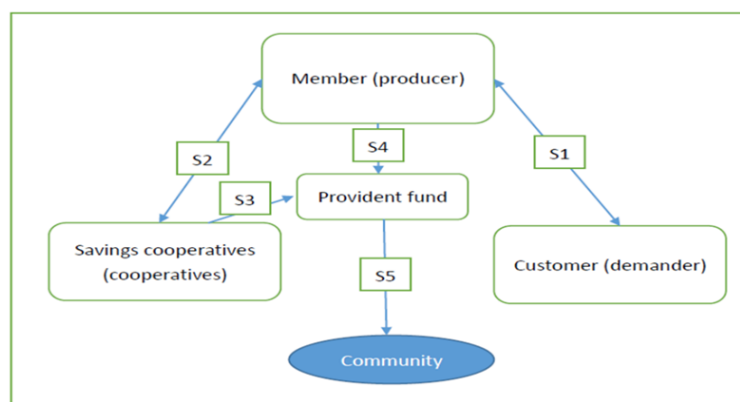 Member (producer)
S4
S1
S2
Provident fund
S3
Savings cooperatives
(cooperatives)
Customer (demander)
S5
Community